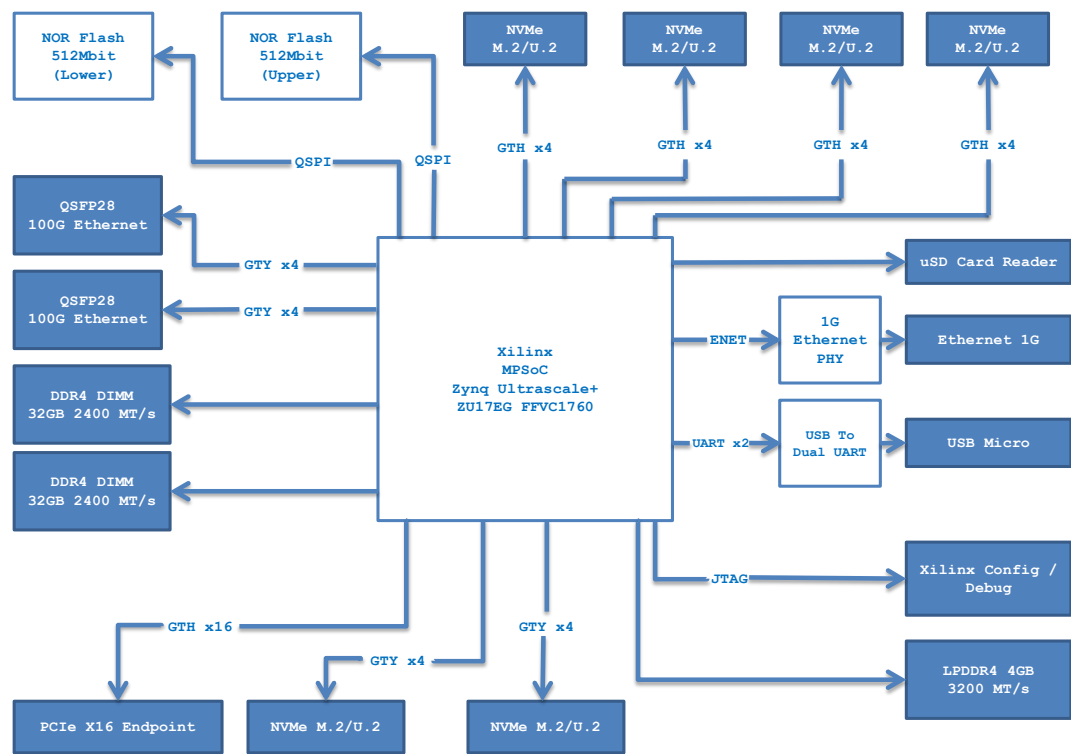 NOR Flash
512Mbit
(Lower)
NOR Flash
512Mbit
(Upper)
NVMe
M.2/U.2
NVMe
M.2/U.2
NVMe
M.2/U.2
NVMe
M.2/U.2
QSPI
QSPI
GTH x4
GTH x4
GTH x4
GTH x4
QSFP28
100G Ethernet
GTY x4
QSFP28
100G Ethernet
GTY x4
DDR4 DIMM
32GB 2400 MT/s
DDR4 DIMM
32GB 2400 MT/s
Xilinx
MPSoC
Zynq Ultrascale+
ZU17EG FFVC1760
uSD Card Reader
ENET
1G
Ethernet
PHY
Ethernet 1G
UART x2
USB To
Dual UART
USB Micro
JTAG
Xilinx Config /
Debug
LPDDR4 4GB
3200 MT/s
GTH x16
GTY x4
GTY x4
PCIe X16 Endpoint
NVMe M.2/U.2
NVMe M.2/U.2